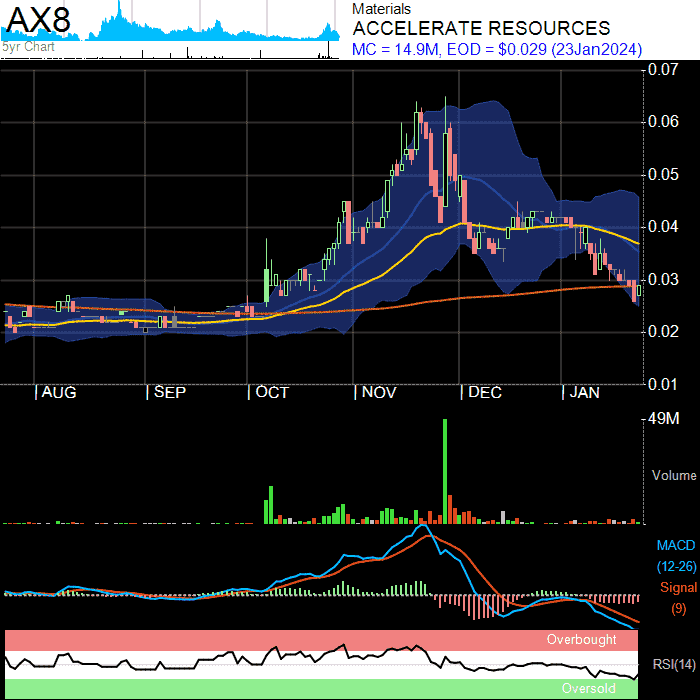 AX8
5yr Chart
Materials
ACCELERATE RESOURCES
MC = 14.9M, EOD = $0.029 (23Jan2024)
0.07
0.06
0.05
0.04
0.03
0.02
0.01
AUG
SEP
OCT
NOV
DEC
JAN
49M
Volume
MACD
(12-26)
Signal
(9)
Overbought
RSI(14)
Oversold